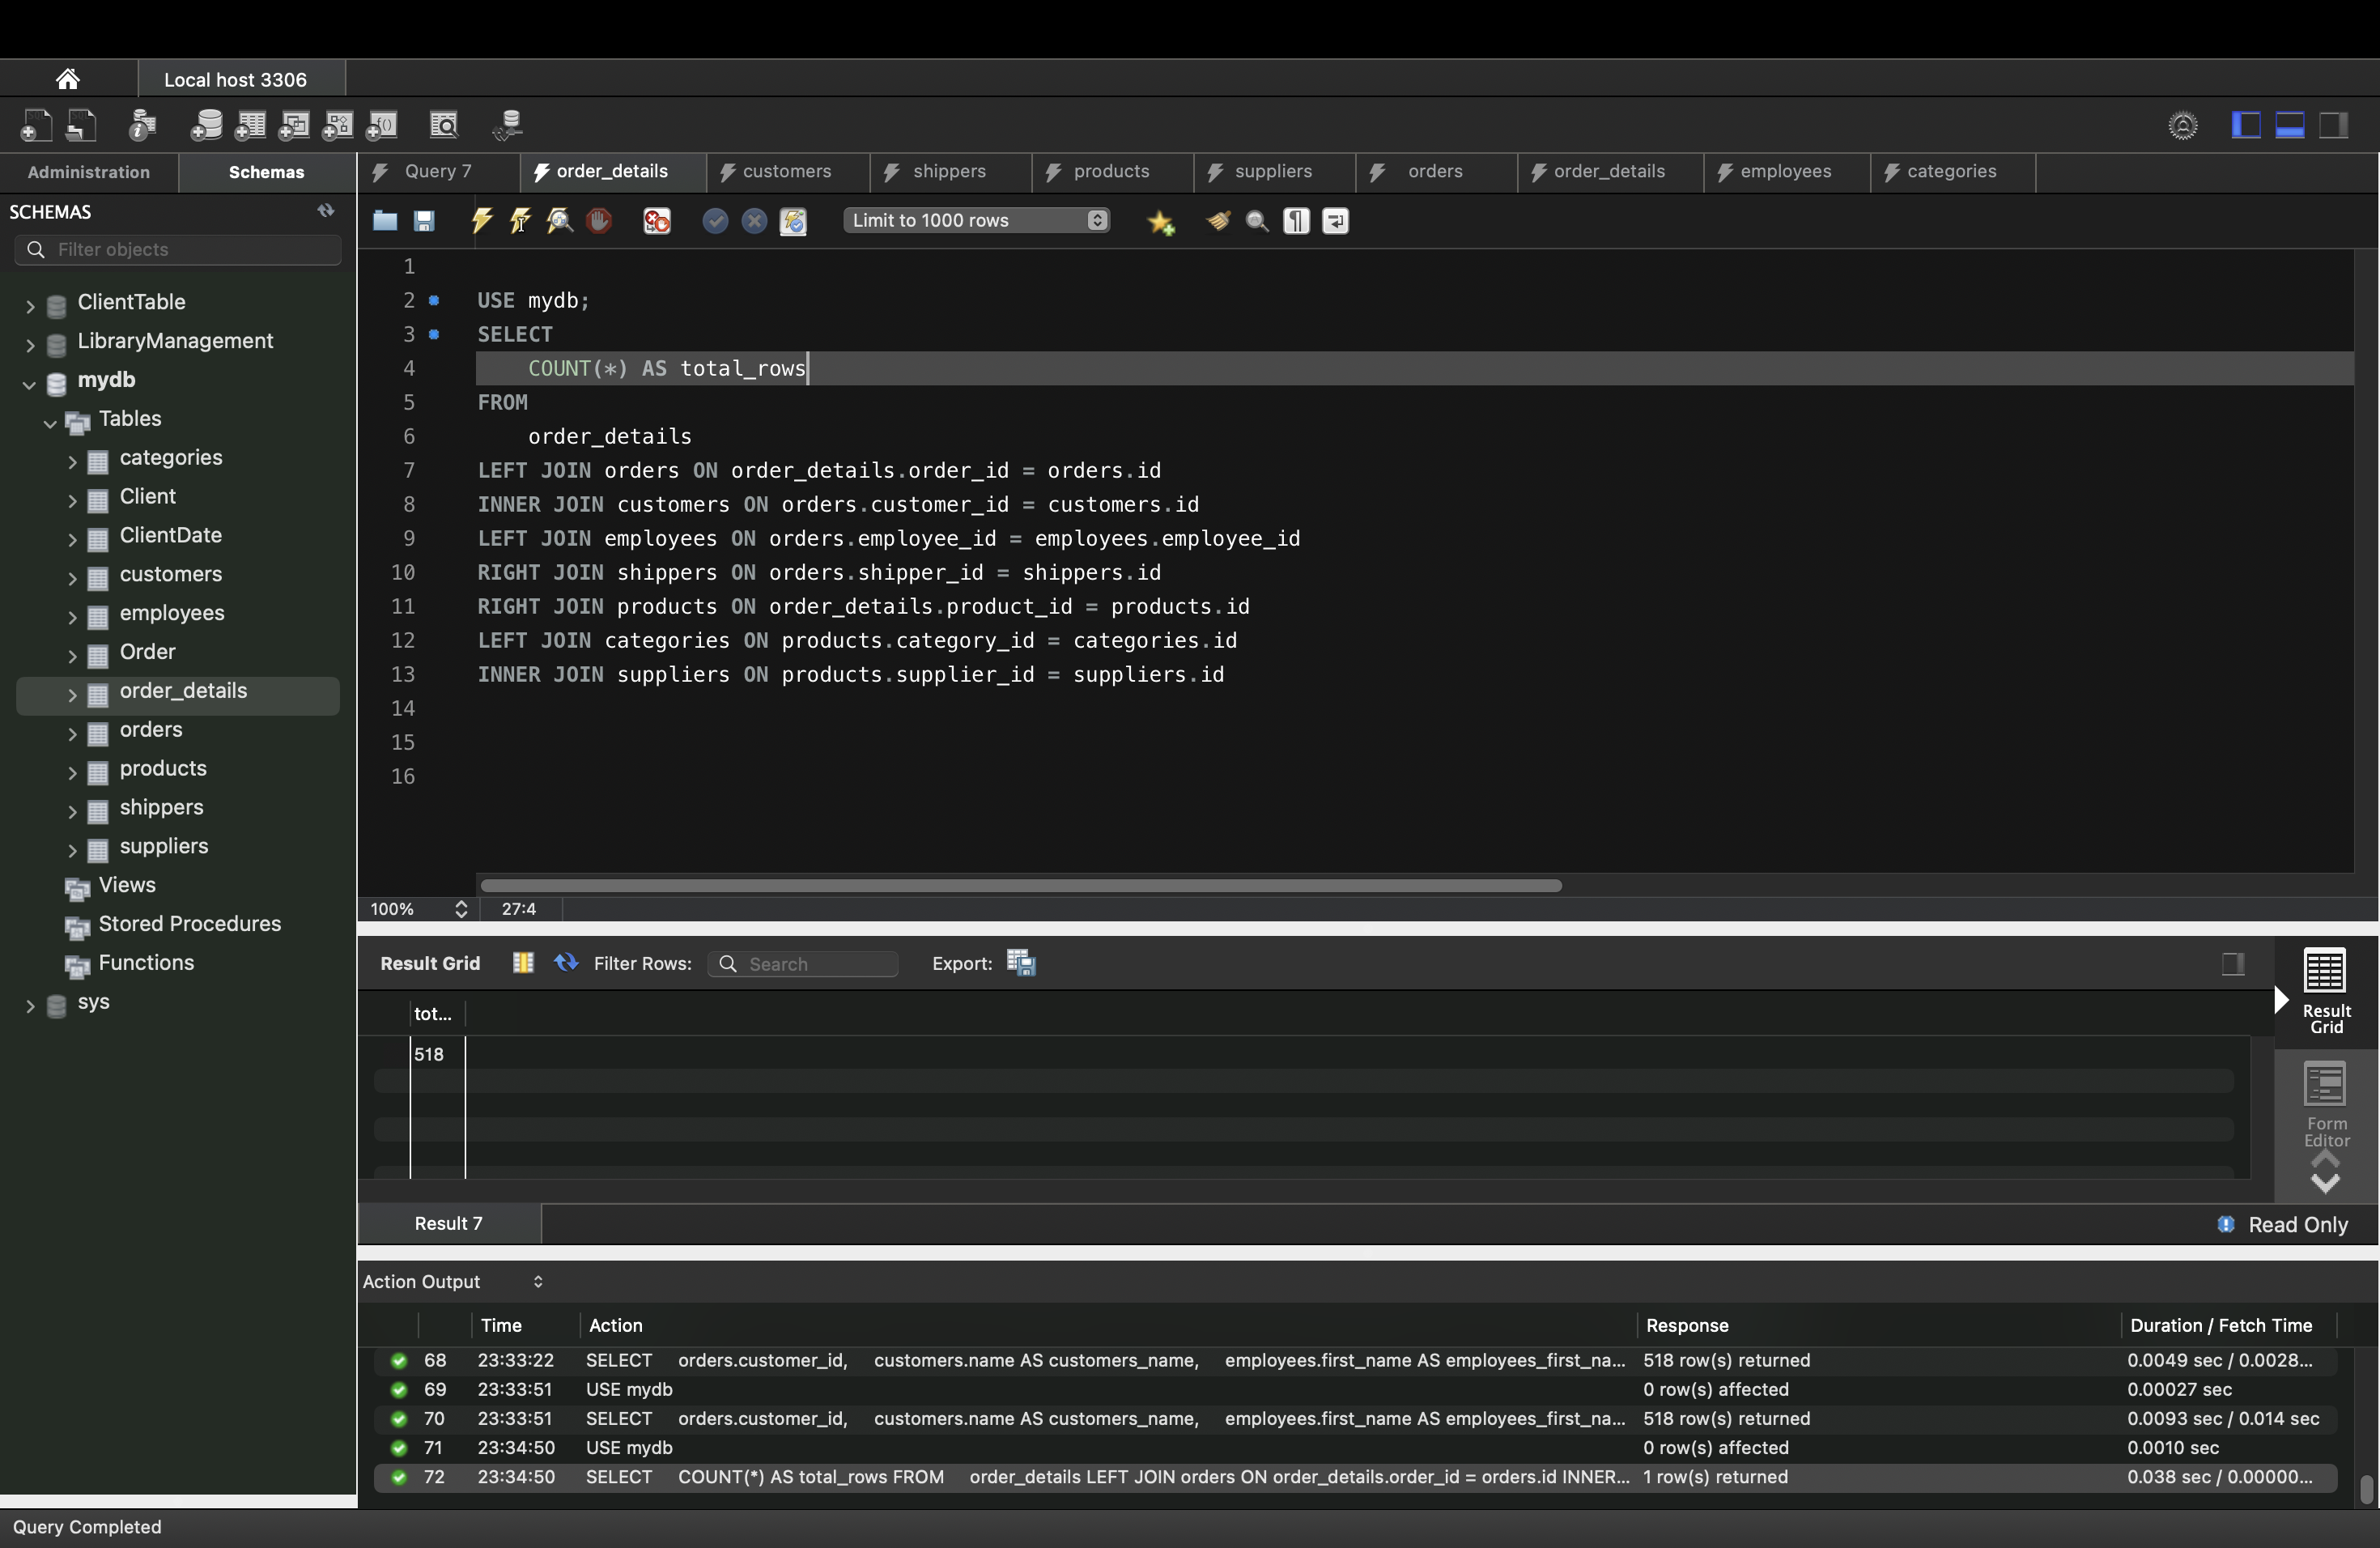 Local host 3306
Administration
Schemas
Query 7
order_details
customers
shippers
products
suppliers
orders
order_details
employees
categories
SCHEMAS
Filter objects
ClientTable
LibraryManagement
mydb
Tables
categories
Client
ClientDate
customers
employees
Order
order_details
orders
products
shippers
suppliers
Views
Stored Procedures
Functions
sys
Limit to 1000 rows
1
2 USE mydb;
3 SELECT
4 COUNT(*) AS total_rows
5 FROM
6 order_details
7 LEFT JOIN orders ON order_details.order_id = orders.id
8 INNER JOIN customers ON orders.customer_id = customers.id
9 LEFT JOIN employees ON orders.employee_id = employees.employee_id
10 RIGHT JOIN shippers ON orders.shipper_id = shippers.id
11 RIGHT JOIN products ON order_details.product_id = products.id
12 LEFT JOIN categories ON products.category_id = categories.id
13 INNER JOIN suppliers ON products.supplier_id = suppliers.id
14
15
16
100% 27:4
Result Grid Filter Rows: Search Export:
tot...
518
Result
Grid
Form
Editor
Result 7
Read Only
Action Output
Time Action Response Duration / Fetch Time
68 23:33:22 SELECT orders.customer_id, customers.name AS customers_name, employees.first_name AS employees_first_na... 518 row(s) returned 0.0049 sec / 0.0028...
69 23:33:51 USE mydb 0 row(s) affected 0.00027 sec
70 23:33:51 SELECT orders.customer_id, customers.name AS customers_name, employees.first_name AS employees_first_na... 518 row(s) returned 0.0093 sec / 0.014 sec
71 23:34:50 USE mydb 0 row(s) affected 0.0010 sec
72 23:34:50 SELECT COUNT(*) AS total_rows FROM order_details LEFT JOIN orders ON order_details.order_id = orders.id INNER... 1 row(s) returned 0.038 sec / 0.00000...
Query Completed